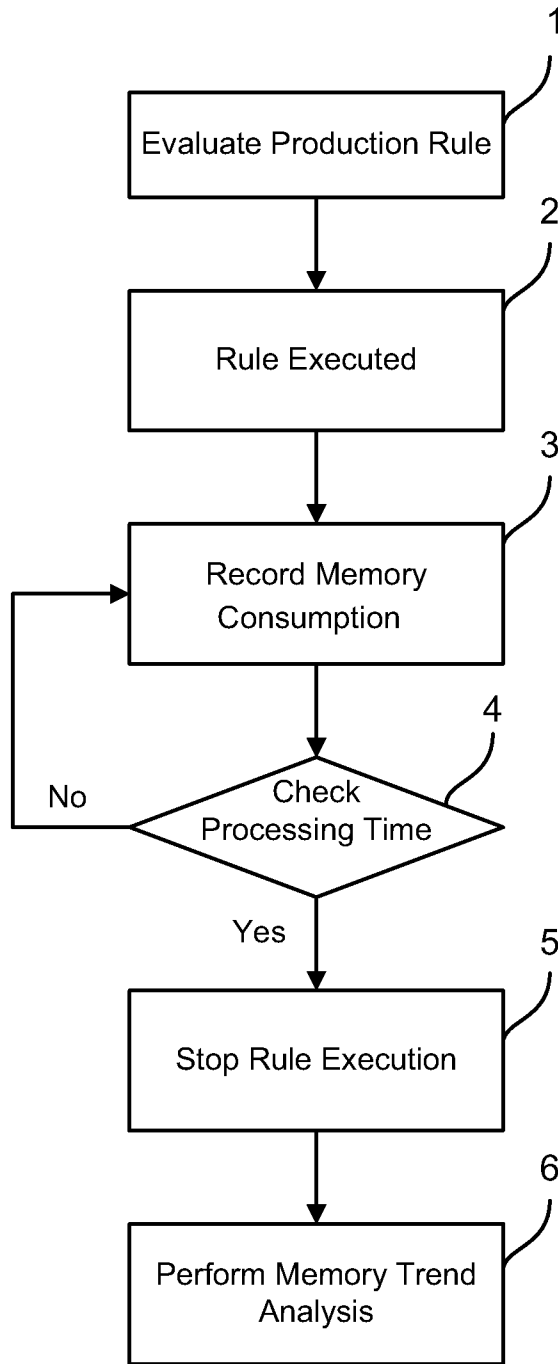 1
Evaluate Production Rule
2
Rule Executed
3
Record Memory
Consumption
4
Check
Processing Time
No
Yes
5
Stop Rule Execution
6
Perform Memory Trend
Analysis